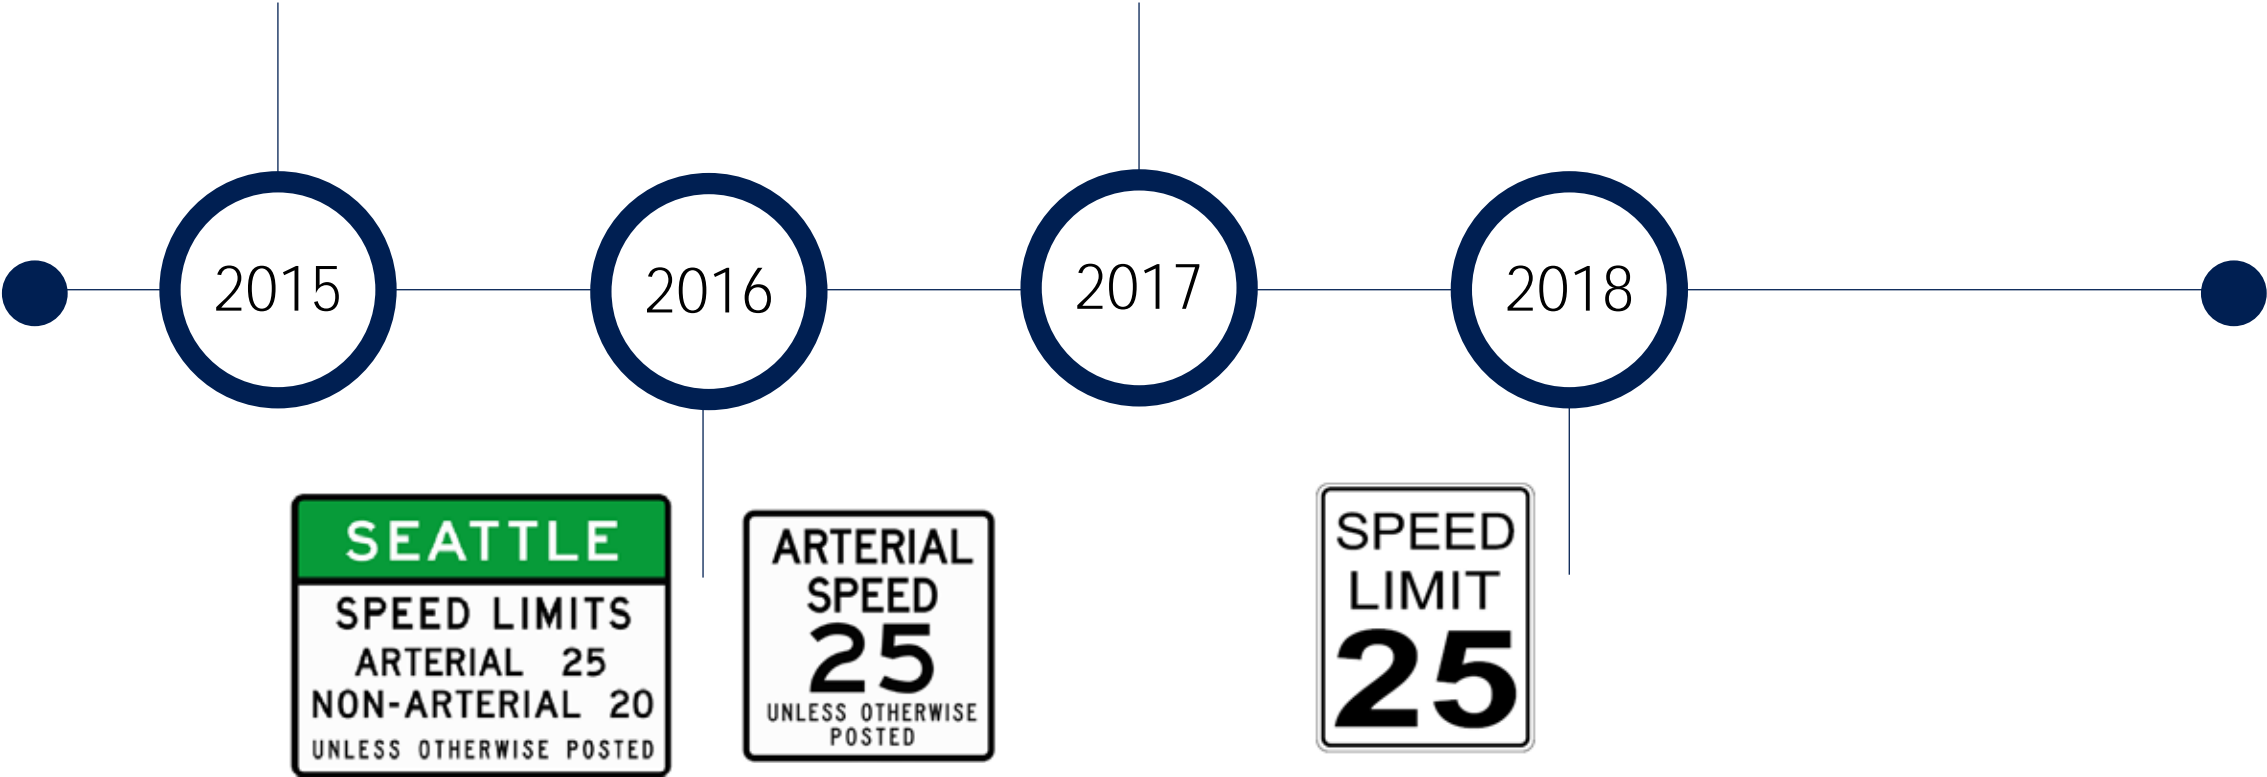 2015
2016
2017
2018
SEATTLE
SPEED LIMITS
ARTERIAL 25
NON-ARTERIAL 20
UNLESS OTHERWISE POSTED
ARTERIAL
SPEED
25
UNLESS OTHERWISE
POSTED
SPEED
LIMIT
25